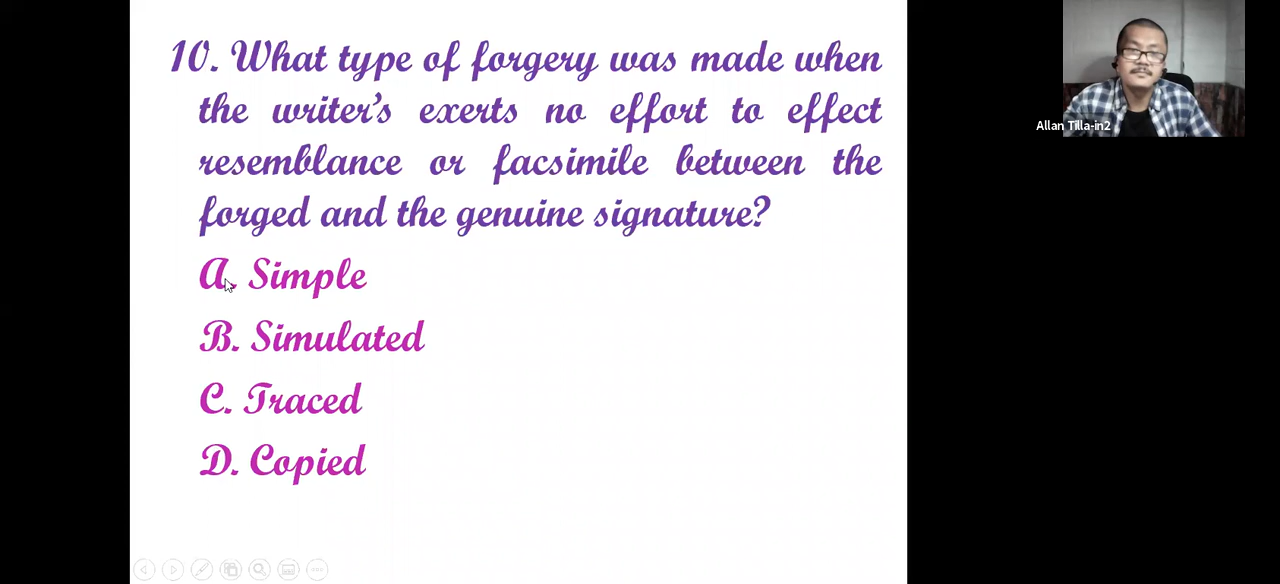 10. What type of forgery was made when
the writer's exerts no effort to effect
resemblance or facsimile between the
forged and the genuine signature?
A. Simple
B. Simulated
C. Traced
D. Copied
Allan Tilla-in2